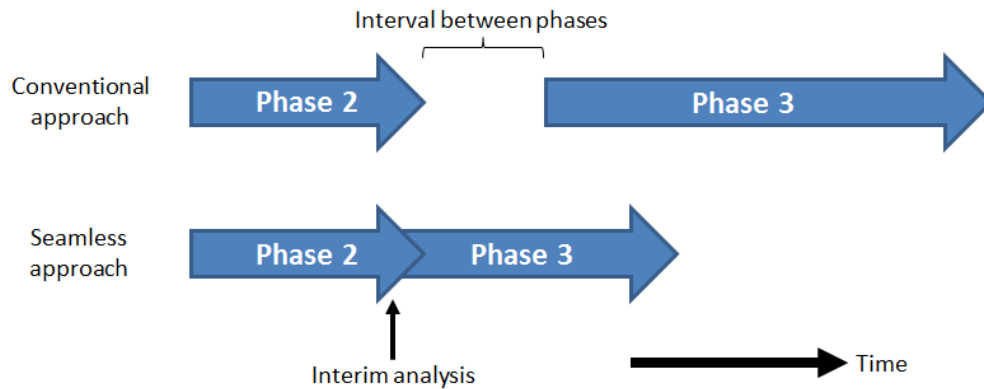 Interval between phases
Conventional
approach
Phase 2
Phase 3
Seamless
approach
Phase 2
Phase 3
Interim analysis
Time